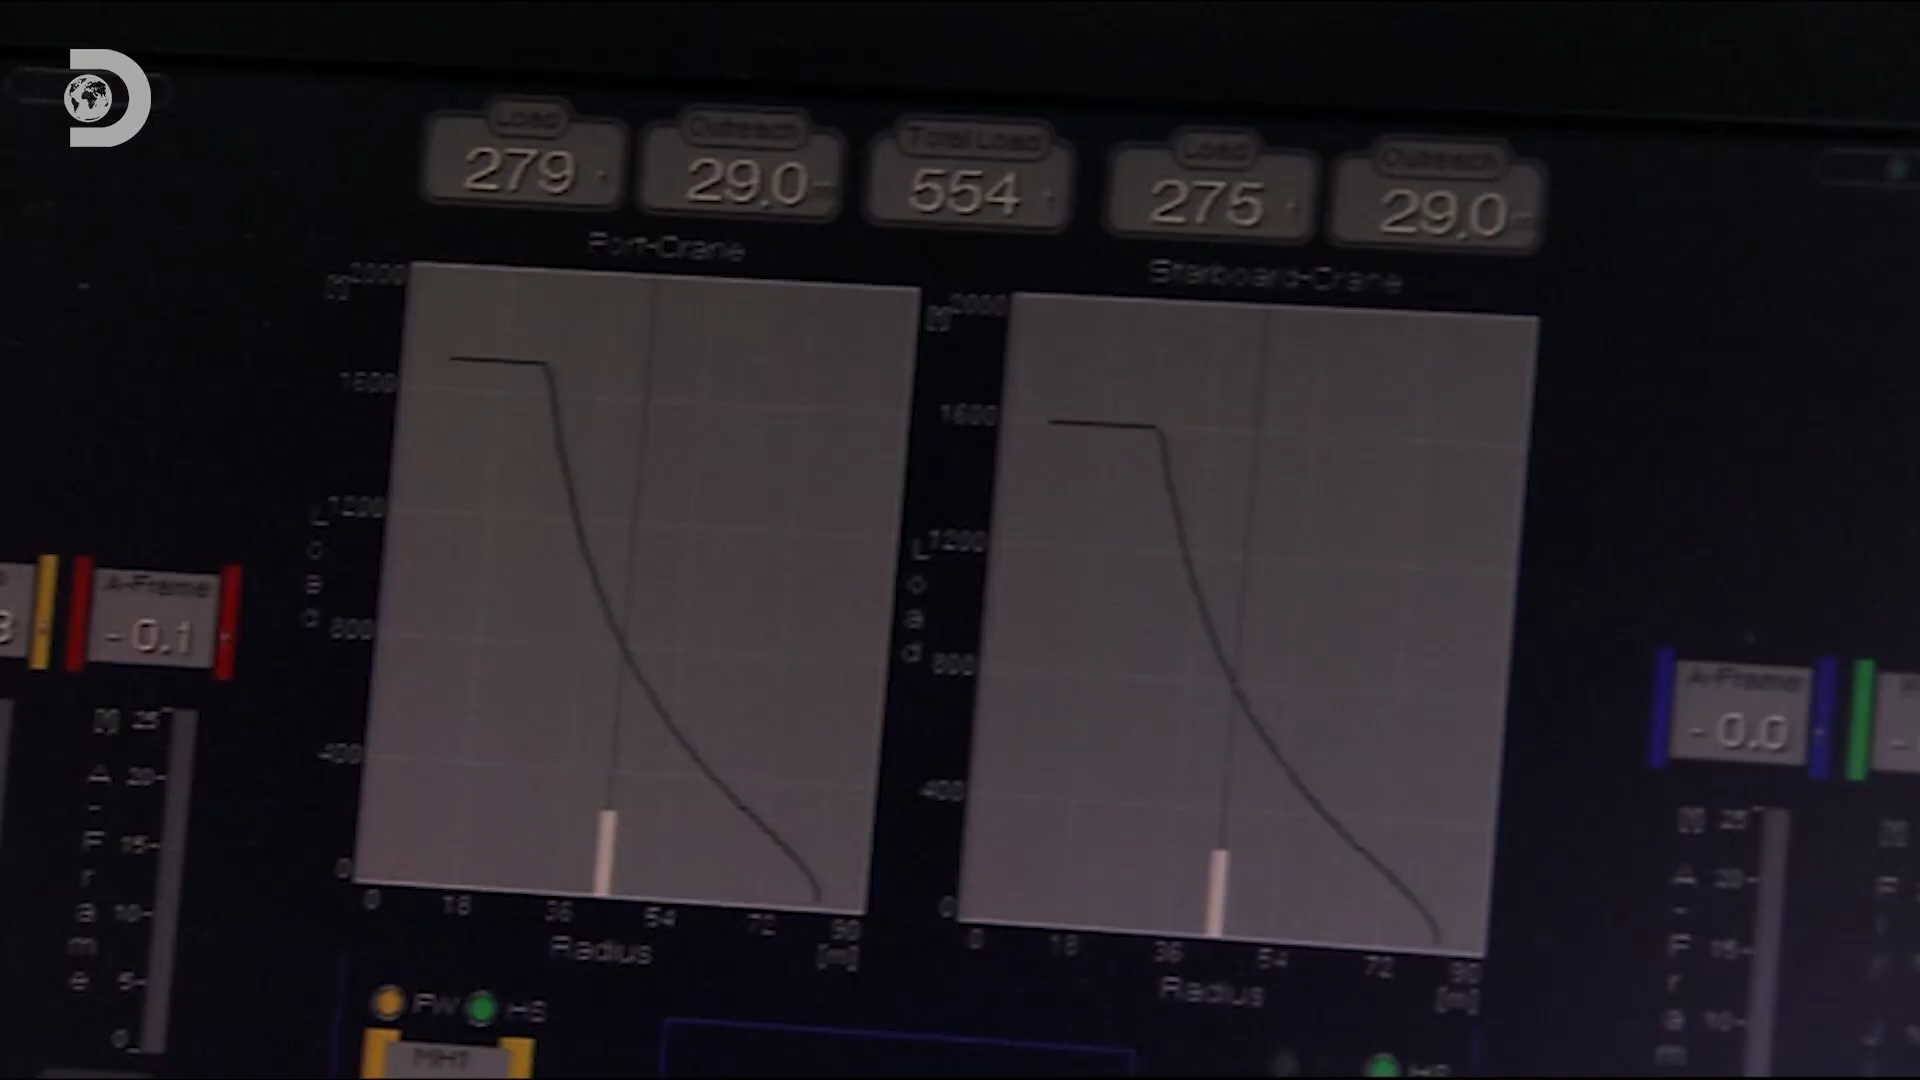 Load Outreach Total Load Load Outreach
279 t 29.0 554 t 275 t 29.0
Port-Crane Starboard-Crane
[t] 2000 1600 1200 800 400 0
Load
0 18 36 54 72 90
Radius [m]
[t] 2000 1600 1200 800 400 0
Load
0 18 36 54 72 90
Radius [m]
A-Frame
-0.1
25 20 15 10 5 0
A-Frame
A-Frame
-0.0
25 20 15 10
A-Fram
PW HS
MH1